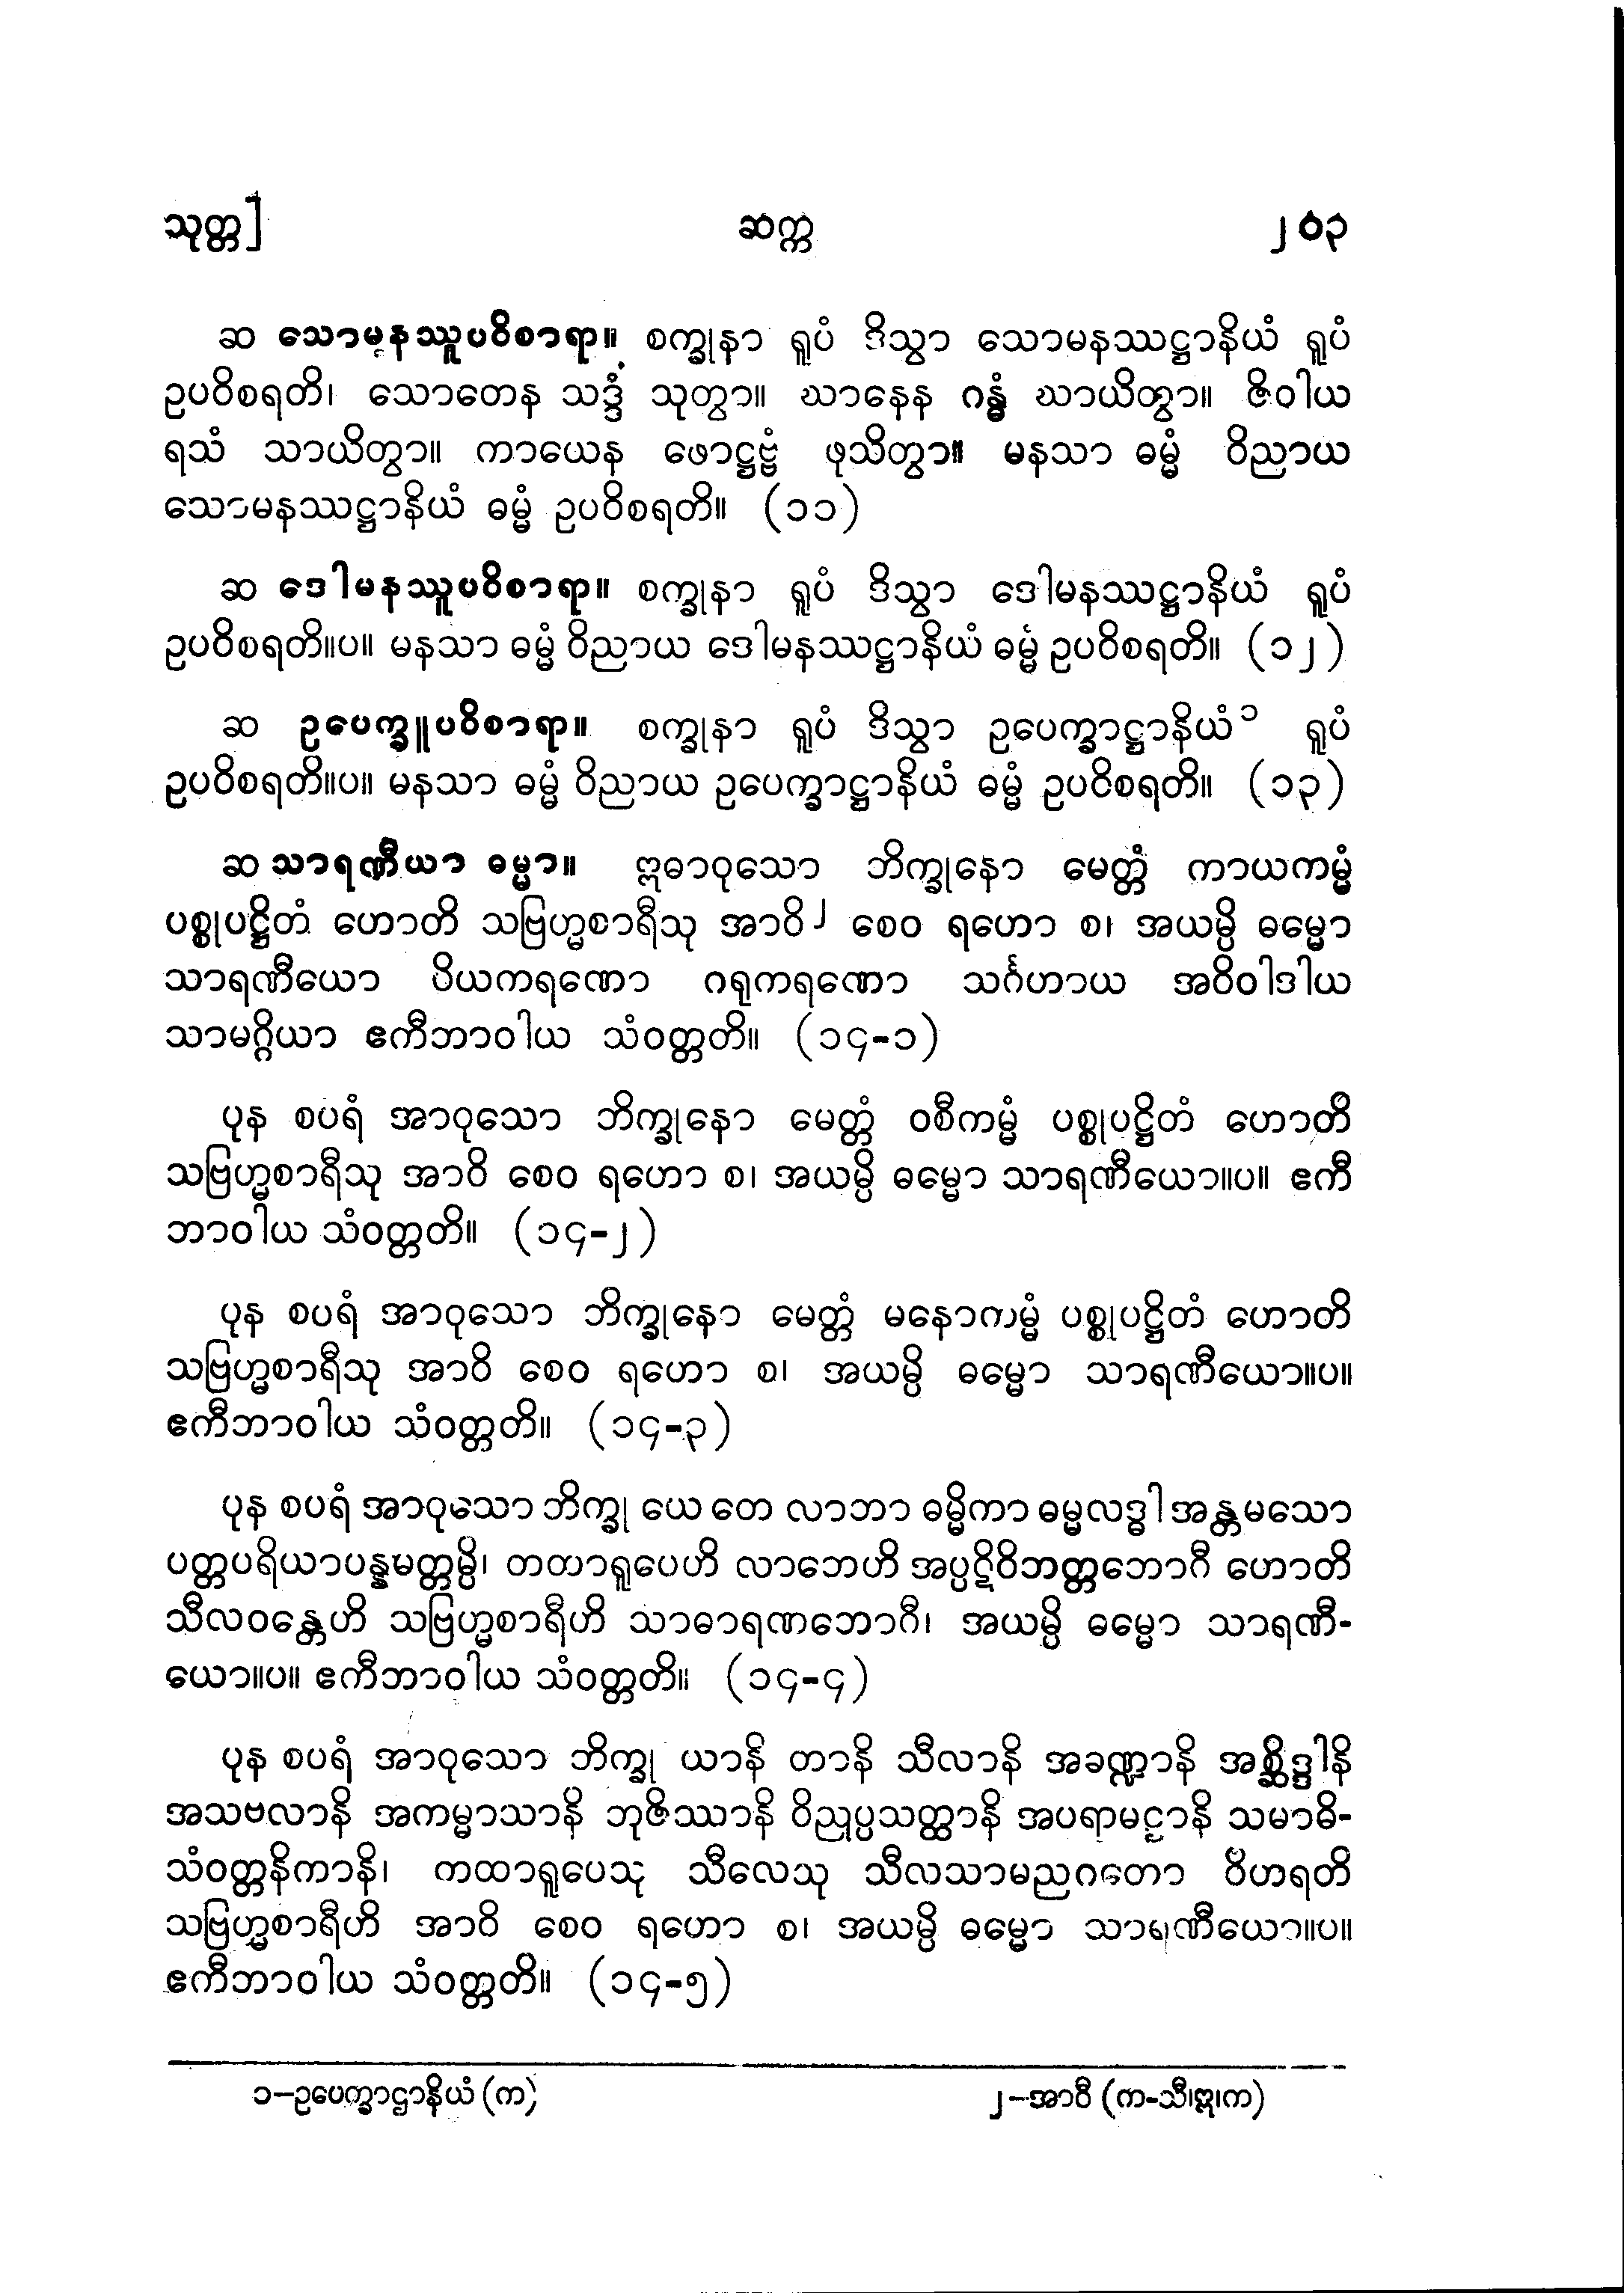 သုတ္တ]	ဆက္က	၂၀၃
ဆ သောမနဿူပဝိစာရာ။ စက္ခုနာ ရူပံ ဒိသွာ သောမနဿဋ္ဌာနိယံ ရူပံ
ဥပဝိစရတိ၊ သောတေန သဒ္ဒံ သုတွာ။ ဃာနေန ဂန္ဓံ ဃာယိတွာ။ ဇိဝါယ
ရသံ သာယိတွာ။ ကာယေန ဖောဋ္ဌဗ္ဗံ ဖုသိတွာ။ မနသာ ဓမ္မံ ဝိညာယ
သောမနဿဋ္ဌာနိယံ ဓမ္မံ ဥပဝိစရတိ။ (၁၁)
ဆ ဒေါမနဿူပဝိစာရာ။ စက္ခုနာ ရူပံ ဒိသွာ ဒေါမနဿဋ္ဌာနိယံ ရူပံ
ဥပဝိစရတိ။ပ။ မနသာ ဓမ္မံ ဝိညာယ ဒေါမနဿဋ္ဌာနိယံ ဓမ္မံ ဥပဝိစရတိ။ (၁၂)
ဆ ဥပေက္ခူပဝိစာရာ။ စက္ခုနာ ရူပံ ဒိသွာ ဥပေက္ခာဋ္ဌာနိယံ၁ ရူပံ
ဥပဝိစရတိ။ပ။ မနသာ ဓမ္မံ ဝိညာယ ဥပေက္ခာဋ္ဌာနိယံ ဓမ္မံ ဥပဝိစရတိ။ (၁၃)
ဆ သာရဏီယာ ဓမ္မာ။ ဣဓာဝုသော ဘိက္ခုနော မေတ္တံ ကာယကမ္မံ
ပစ္စုပဋ္ဌိတံ ဟောတိ သဗြဟ္မစာရီသု အာဝိ၂ စေဝ ရဟော စ၊ အယမ္ပိ ဓမ္မော
သာရဏီယော ပိယကရဏော ဂရုကရဏော သင်္ဂဟာယ အဝိဝါဒါယ
သာမဂ္ဂိယာ ဧကီဘာဝါယ သံဝတ္တတိ။ (၁၄-၁)
ပုန စပရံ အာဝုသော ဘိက္ခုနော မေတ္တံ ဝစီကမ္မံ ပစ္စုပဋ္ဌိတံ ဟောတိ
သဗြဟ္မစာရီသု အာဝိ စေဝ ရဟော စ၊ အယမ္ပိ ဓမ္မော သာရဏီယော။ပ။ ဧကီ
ဘာဝါယ သံဝတ္တတိ။ (၁၄-၂)
ပုန စပရံ အာဝုသော ဘိက္ခုနော မေတ္တံ မနောကမ္မံ ပစ္စုပဋ္ဌိတံ ဟောတိ
သဗြဟ္မစာရီသု အာဝိ စေဝ ရဟော စ၊ အယမ္ပိ ဓမ္မော သာရဏီယော။ပ။
ဧကီဘာဝါယ သံဝတ္တတိ။ (၁၄-၃)
ပုန စပရံ အာဝုသော ဘိက္ခု ယေ တေ လာဘာ ဓမ္မိကာ ဓမ္မလဒ္ဓါ အန္တမသော
ပတ္တပရိယာပန္နမတ္တမ္ပိ၊ တထာရူပေဟိ လာဘေဟိ အပ္ပဋိဝိဘတ္တဘောဂီ ဟောတိ
သီလဝန္တေဟိ သဗြဟ္မစာရီဟိ သာဓာရဏဘောဂီ၊ အယမ္ပိ ဓမ္မော သာရဏီ-
ယော။ပ။ ဧကီဘာဝါယ သံဝတ္တတိ။ (၁၄-၄)
ပုန စပရံ အာဝုသော ဘိက္ခု ယာနိ တာနိ သီလာနိ အခဏ္ဍာနိ အစ္ဆိဒ္ဒါနိ
အသဗလာနိ အကမ္မာသာနိ ဘုဇိဿာနိ ဝိညုပ္ပသတ္ထာနိ အပရာမဋ္ဌာနိ သမာဓိ-
သံဝတ္တနိကာနိ၊ တထာရူပေသု သီလေသု သီလသာမညဂတော ဝိဟရတိ
သဗြဟ္မစာရီဟိ အာဝိ စေဝ ရဟော စ၊ အယမ္ပိ ဓမ္မော သာရဏီယော။ပ။
ဧကီဘာဝါယ သံဝတ္တတိ။ (၁၄-၅)
၁-ဥပေက္ခာဌာနိယံ (က)	၂-အာဝီ (က-သီ၊ဣ၊က)